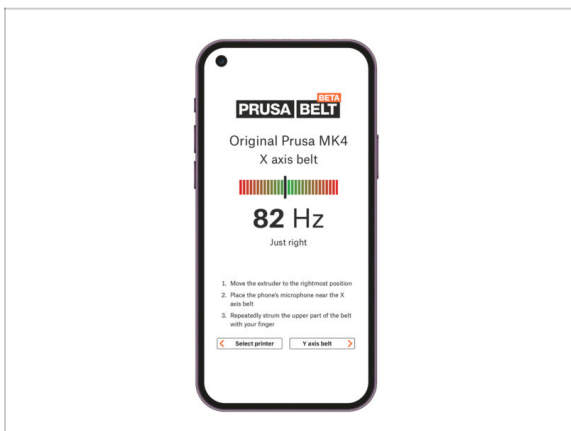 PRUSA BELT BETA
Original Prusa MK4
X axis belt
82 Hz
Just right
1. Move the extruder to the rightmost position
2. Place the phone's microphone near the X
axis belt
3. Repeatedly strum the upper part of the belt
with your finger
Select printer Y axis belt